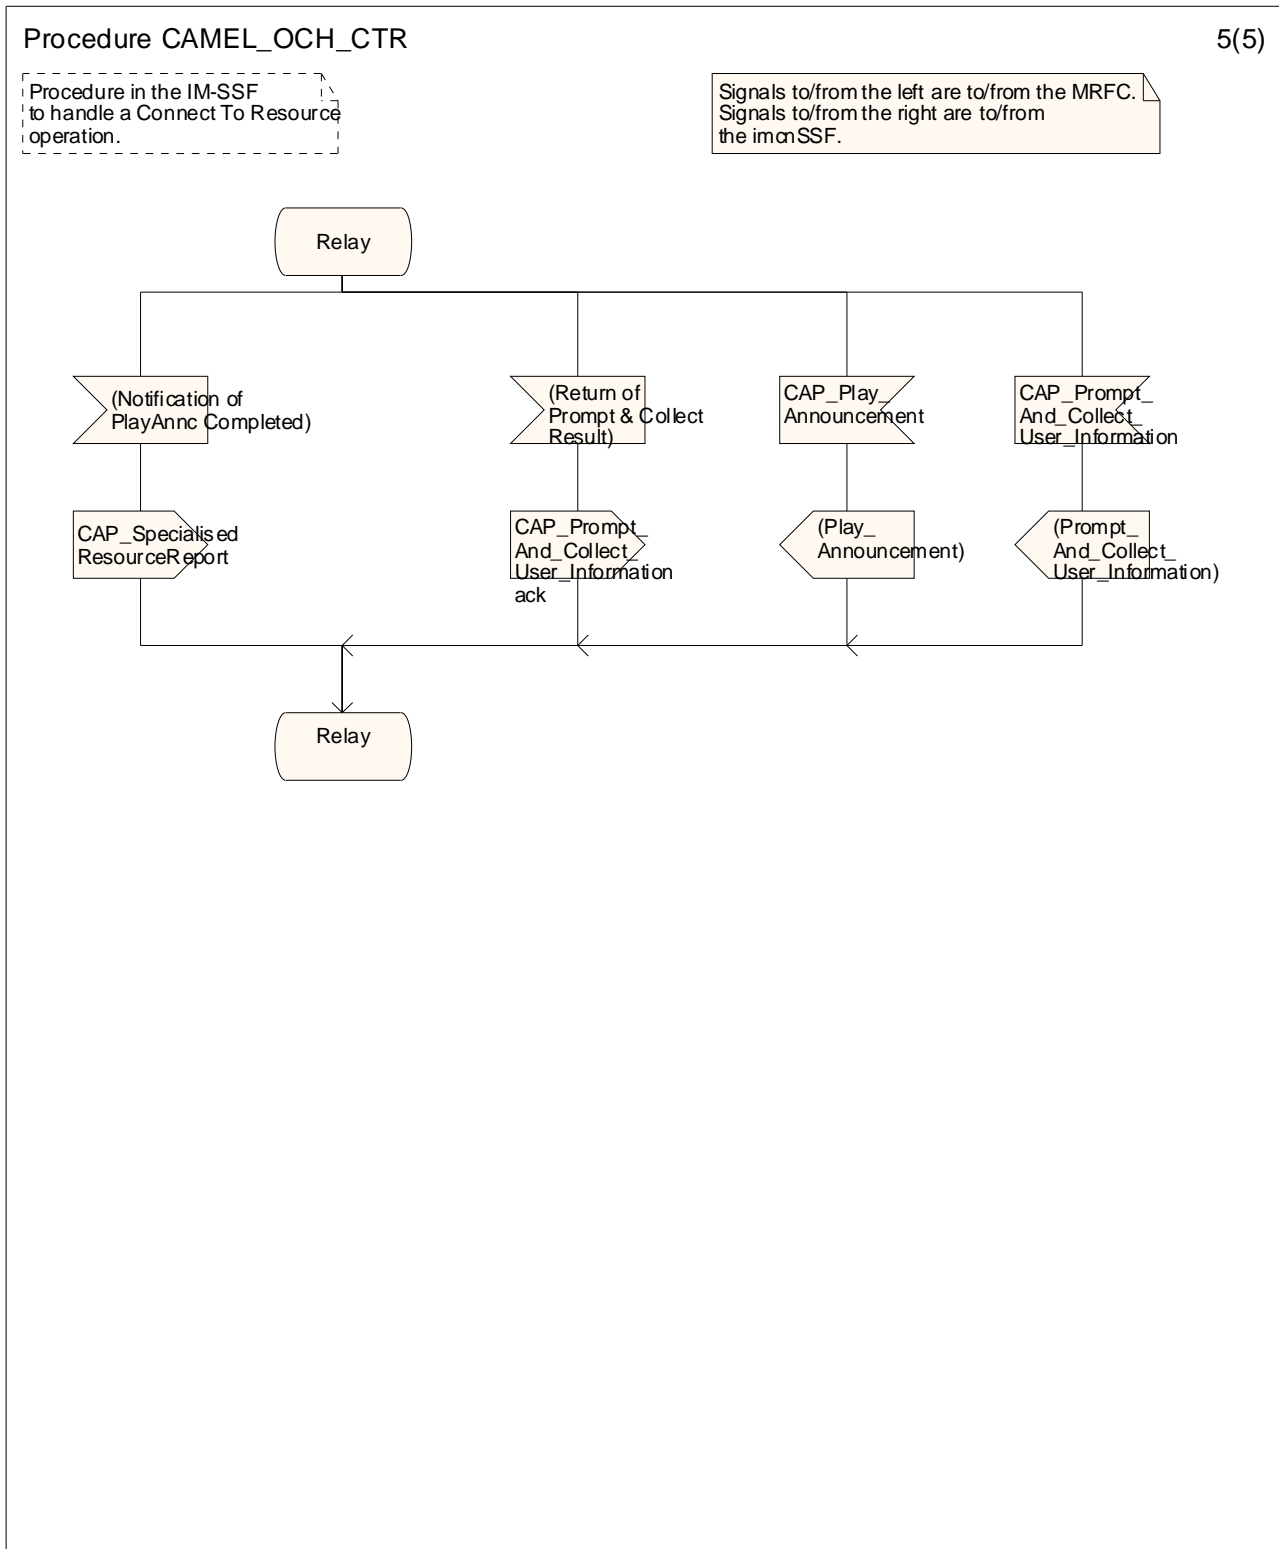 Procedure CAMEL_OCH_CTR
5(5)
Procedure in the IM-SSF
to handle a Connect To Resource
operation.
Signals to/from the left are to/from the MRFC.
Signals to/from the right are to/from
the imcnSSF.
Relay
(Notification of
PlayAnnc Completed)
(Return of
Prompt & Collect
Result)
CAP_Play_
Announcement
CAP_Prompt_
And_Collect_
User_Information
CAP_Specialised
ResourceReport
CAP_Prompt_
And_Collect_
User_Information
ack
(Play_
Announcement)
(Prompt_
And_Collect_
User_Information)
Relay